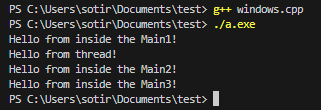 PS C:\Users\sotir\Documents\test> g++ windows.cpp
PS C:\Users\sotir\Documents\test> ./a.exe
Hello from inside the Main1!
Hello from thread!
Hello from inside the Main2!
Hello from inside the Main3!
PS C:\Users\sotir\Documents\test>